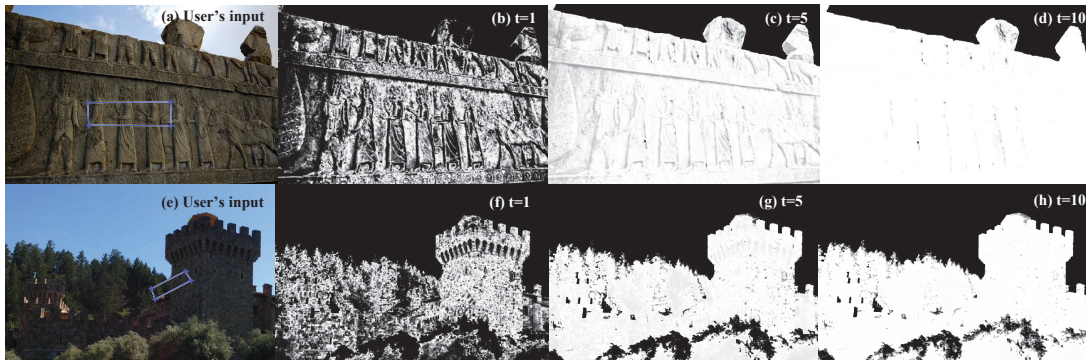 (a) User's input
(b) t=1
(c) t=5
(d) t=10
(e) User's input
(f) t=1
(g) t=5
(h) t=10